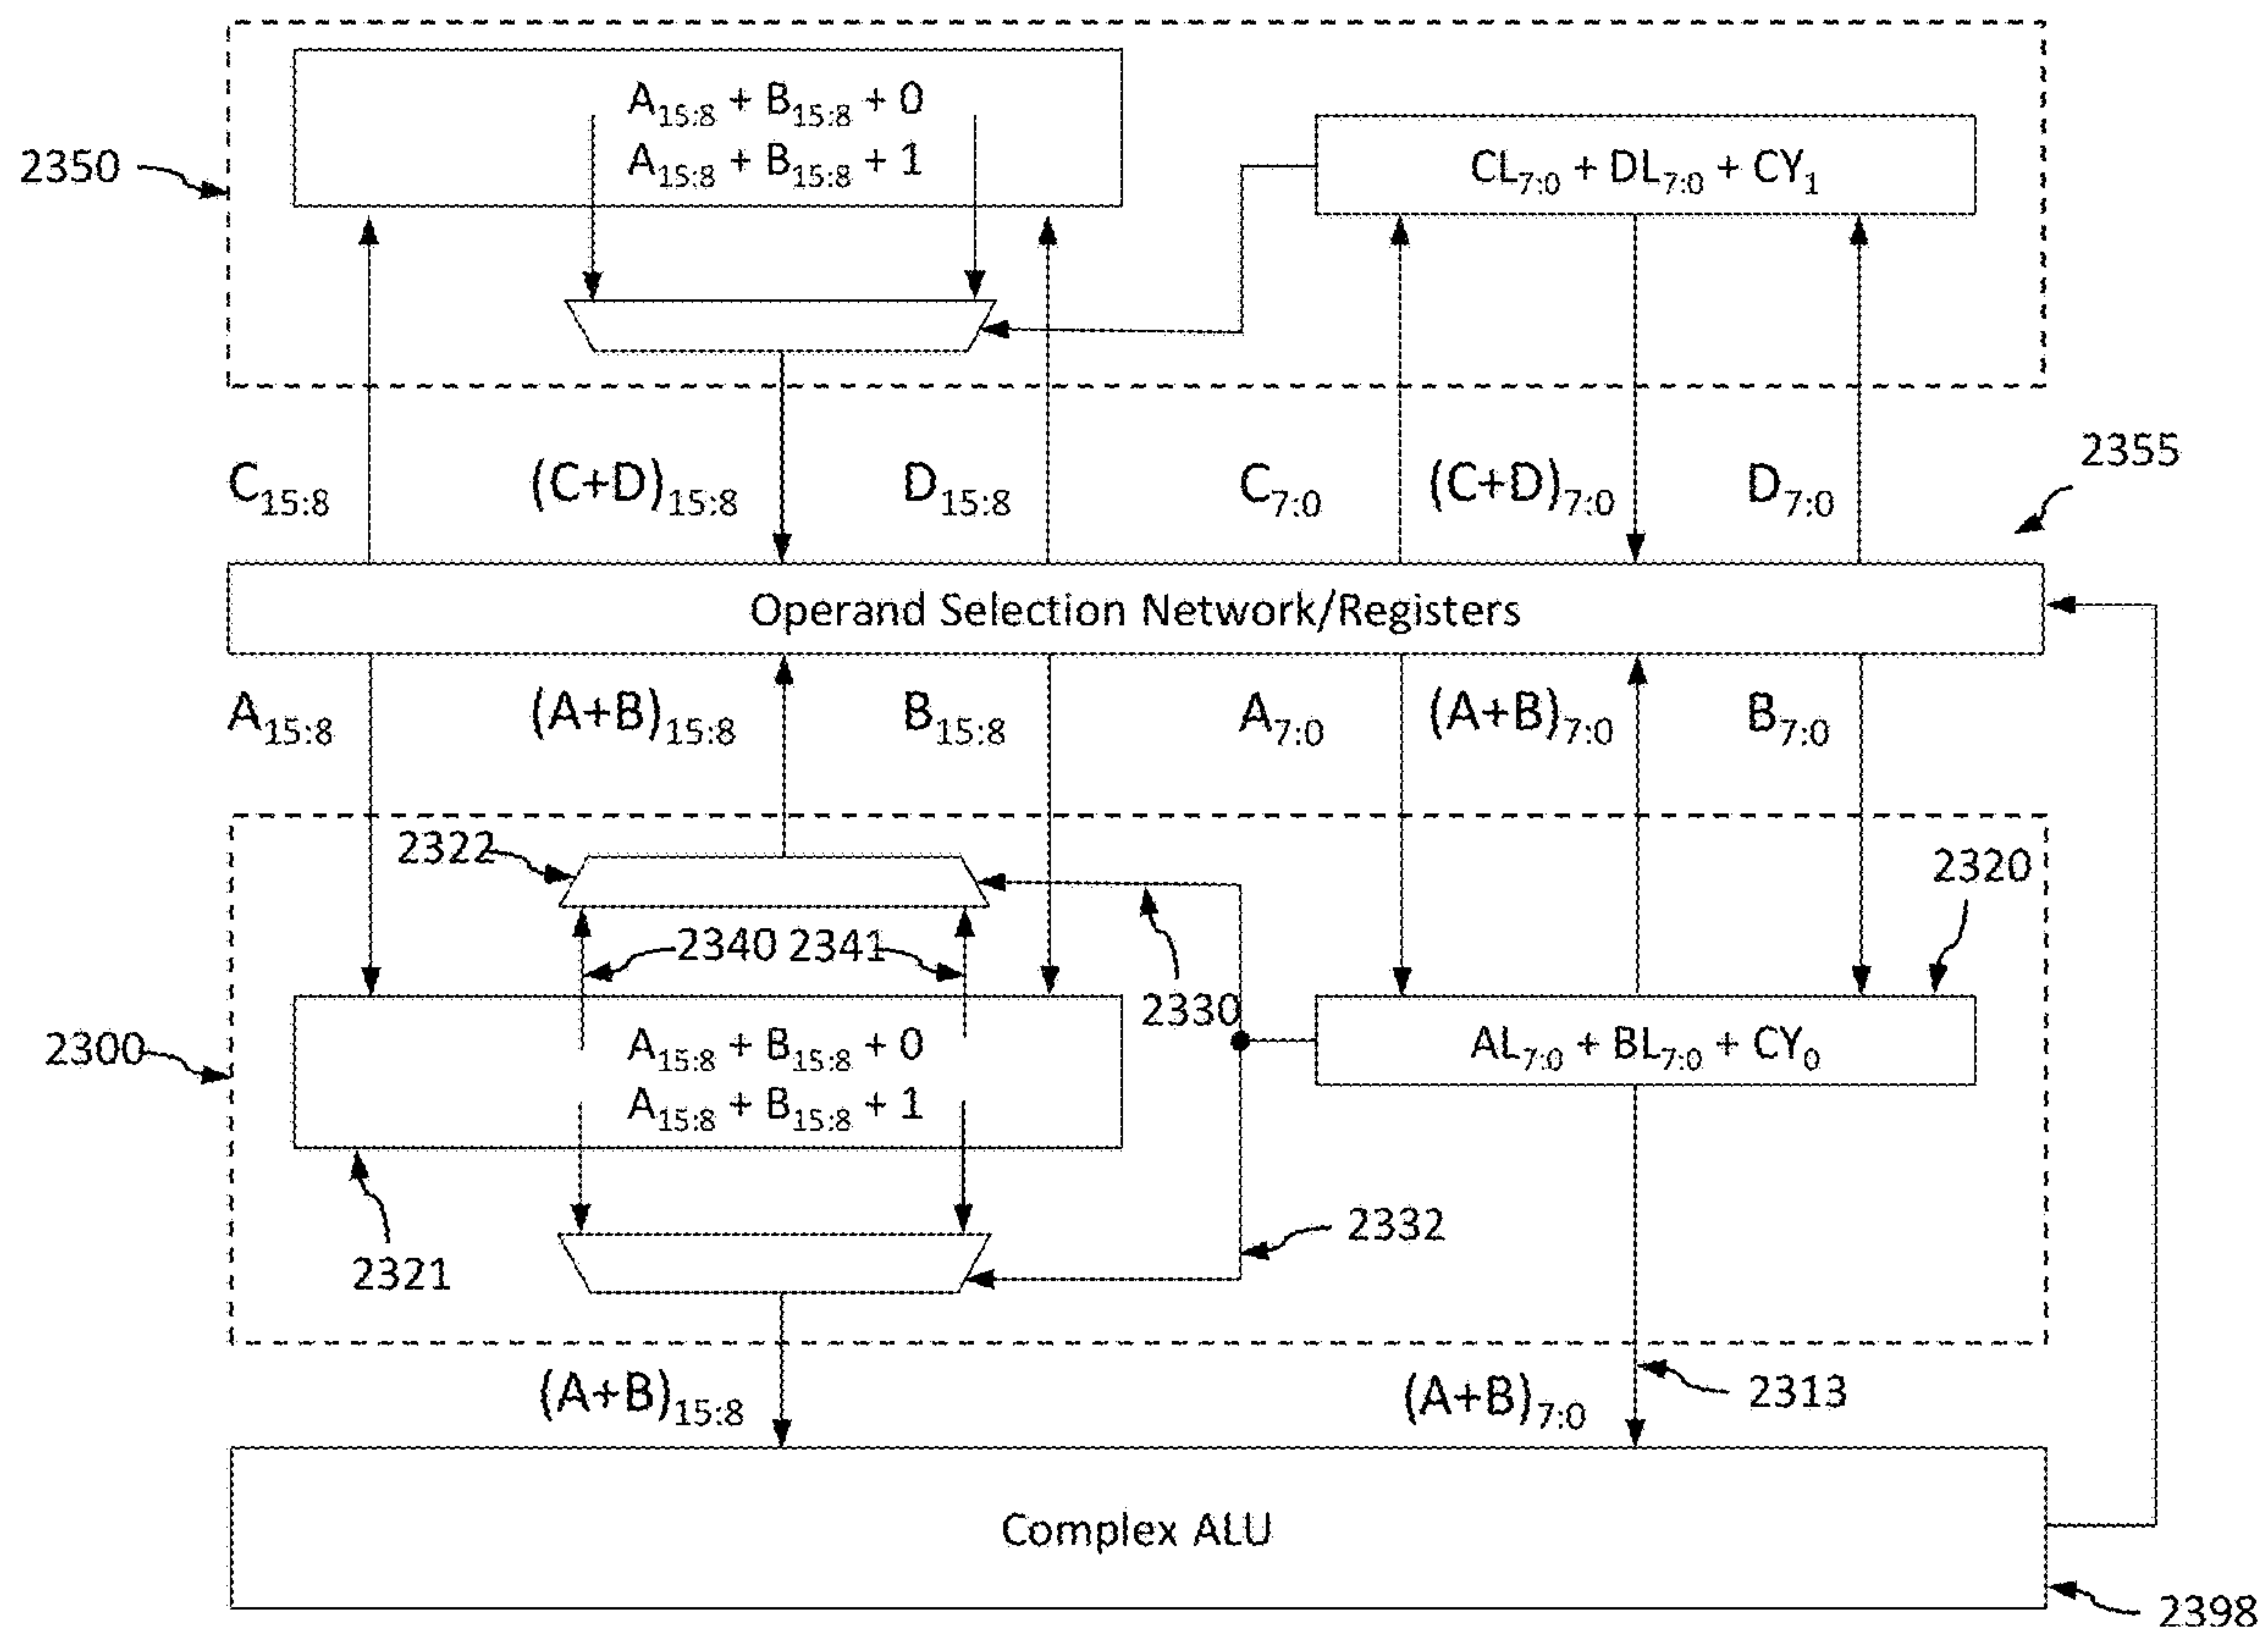 A15:8 + B15:8 + 0
A15:8 + B15:8 + 1
CL7:0 + DL7:0 + CY1
2350
2355
C15:8
(C+D)15:8
D15:8
C7:0
(C+D)7:0
D7:0
Operand Selection Network/Registers
A15:8
(A+B)15:8
B15:8
A7:0
(A+B)7:0
B7:0
2322
2320
2340
2341
2330
2300
A15:8 + B15:8 + 0
A15:8 + B15:8 + 1
AL7:0 + BL7:0 + CY0
2321
2332
(A+B)15:8
(A+B)7:0
2313
Complex ALU
2398